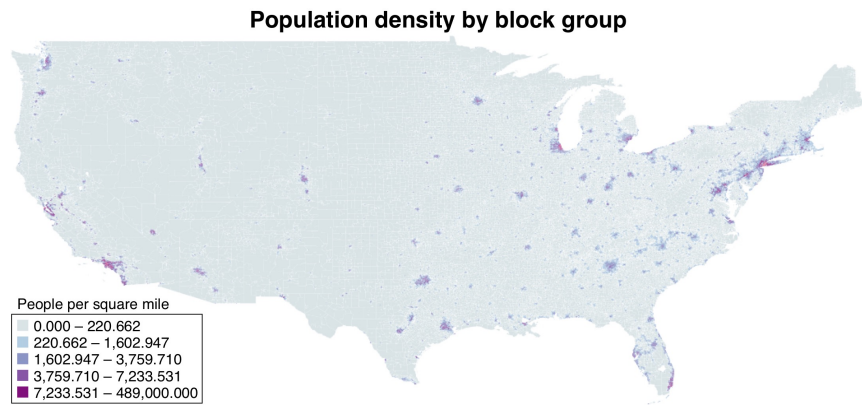 Population density by block group
People per square mile
0.000 – 220.662
220.662 – 1,602.947
1,602.947 – 3,759.710
3,759.710 – 7,233.531
7,233.531 – 489,000.000